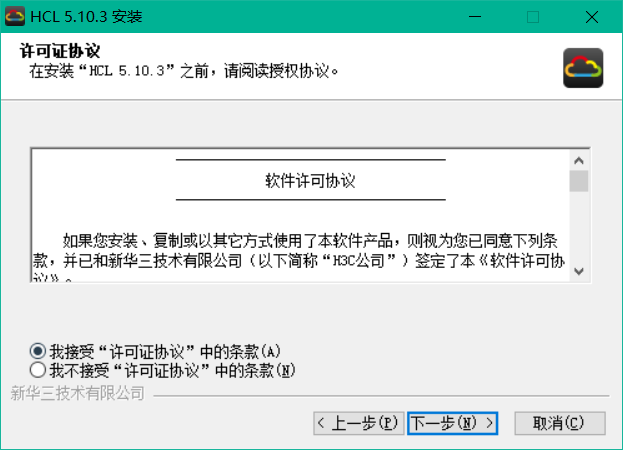 HCL 5.10.3 安装
许可证协议
在安装“HCL 5.10.3”之前，请阅读授权协议。
软件许可协议
如果您安装、复制或以其它方式使用了本软件产品，则视为您已同意下列条
款，并已和新华三技术有限公司（以下简称“H3C公司”）签定了本《软件许可协
议》。
我接受“许可证协议”中的条款(A)
我不接受“许可证协议”中的条款(N)
新华三技术有限公司
< 上一步(P) 下一步(N) > 取消(C)